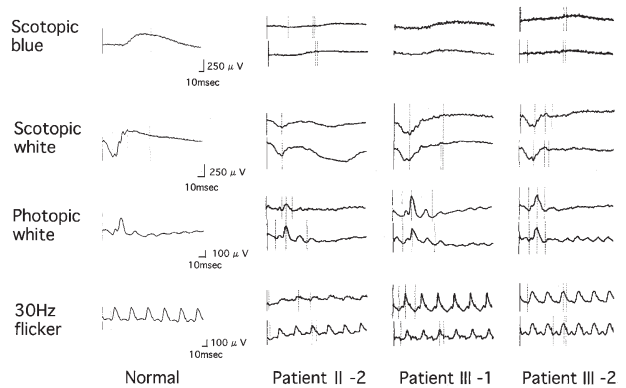 Scotopic
blue
250 μ V
10msec
Scotopic
white
250 μ V
10msec
Photopic
white
100 μ V
10msec
30Hz
flicker
100 μ V
10msec
Normal
Patient II -2
Patient III -1
Patient III -2